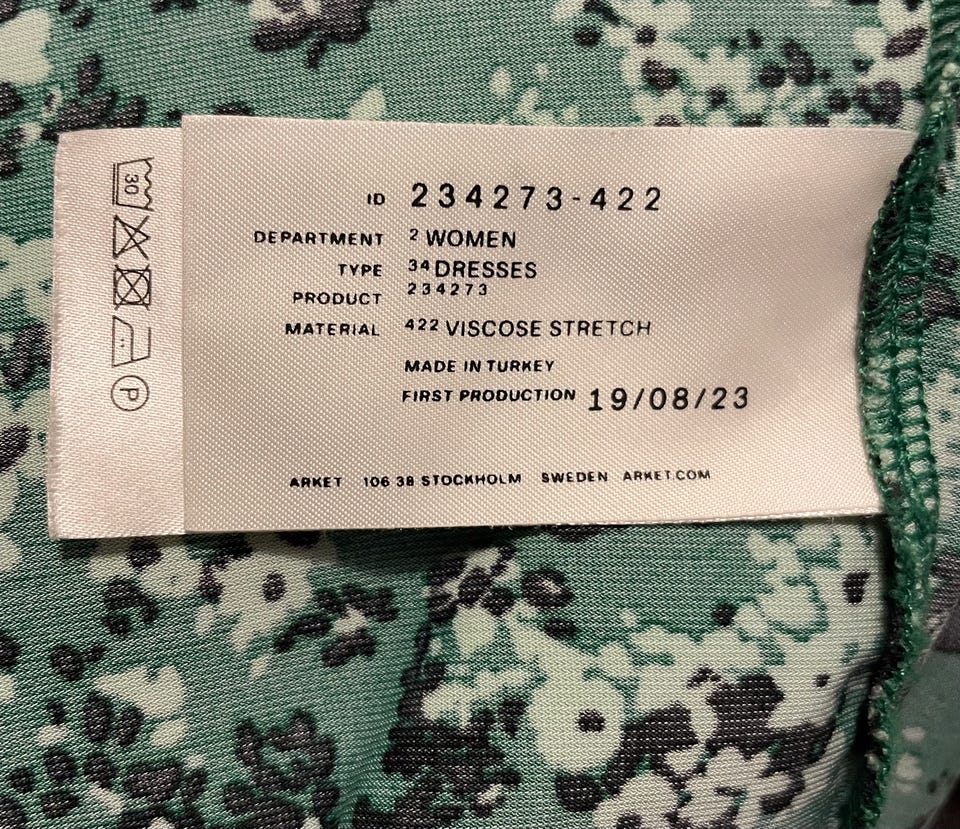 ID 234273-422
DEPARTMENT 2 WOMEN
TYPE 34 DRESSES
PRODUCT 234273
MATERIAL 422 VISCOSE STRETCH
MADE IN TURKEY
FIRST PRODUCTION 19/08/23
ARKET 106 38 STOCKHOLM SWEDEN ARKET.COM
30
P